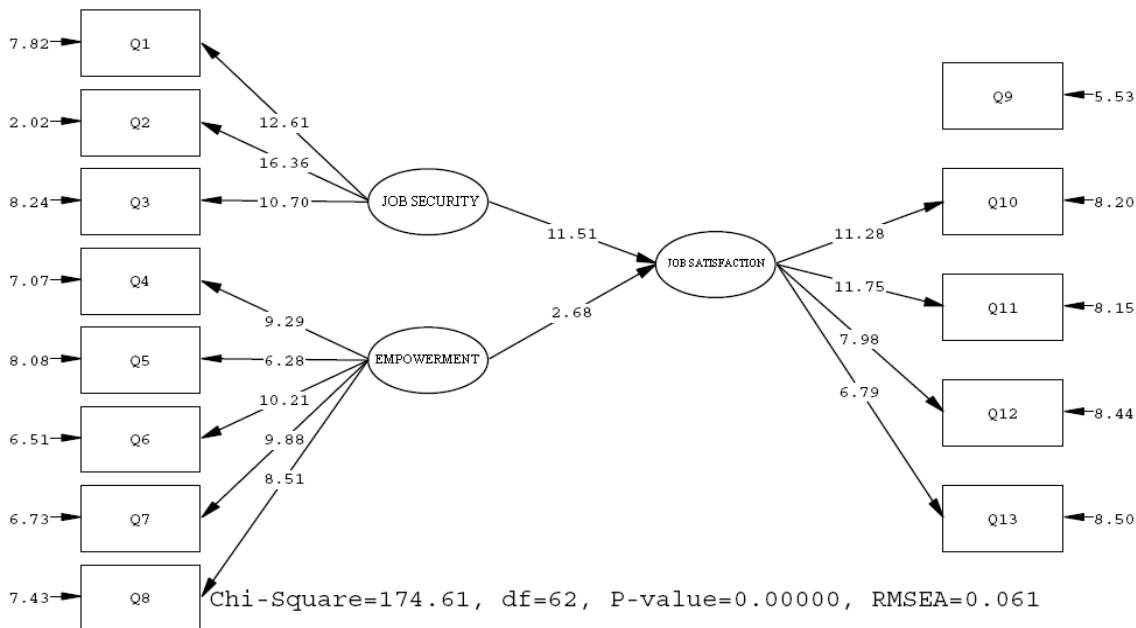 7.82 Q1
2.02 Q2
8.24 Q3
7.07 Q4
8.08 Q5
6.51 Q6
6.73 Q7
7.43 Q8
12.61
16.36
10.70
JOB SECURITY
9.29
6.28
10.21
9.88
8.51
EMPOWERMENT
11.51
2.68
JOB SATISFACTION
11.28
11.75
7.98
6.79
Q9 5.53
Q10 8.20
Q11 8.15
Q12 8.44
Q13 8.50
Chi-Square=174.61, df=62, P-value=0.00000, RMSEA=0.061